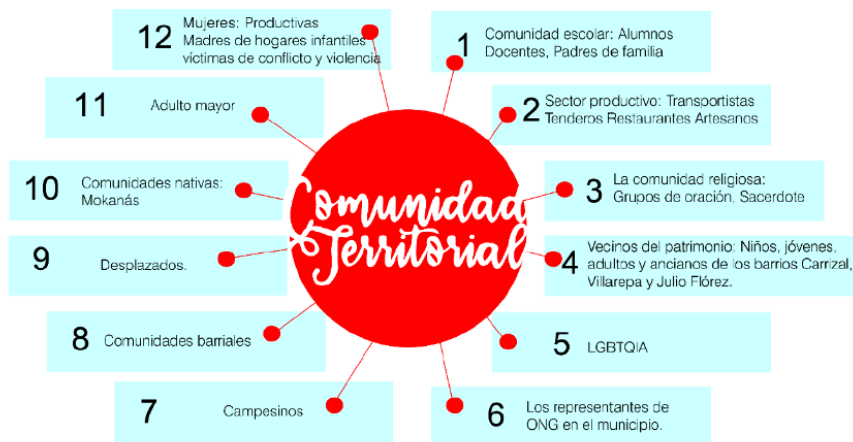 Comunidad
Territorial
1
Comunidad escolar: Alumnos
Docentes, Padres de familia
2
Sector productivo: Transportistas
Tenderos Restaurantes Artesanos
3
La comunidad religiosa:
Grupos de oración, Sacerdote
4
Vecinos del patrimonio: Niños, jóvenes,
adultos y ancianos de los barrios Carrizal,
Villarepa y Julio Flórez.
5
LGBTQIA
6
Los representantes de
ONG en el municipio.
7
Campesinos
8
Comunidades barriales
9
Desplazados.
10
Comunidades nativas:
Mokanás
11
Adulto mayor
12
Mujeres: Productivas
Madres de hogares infantiles
víctimas de conflicto y violencia